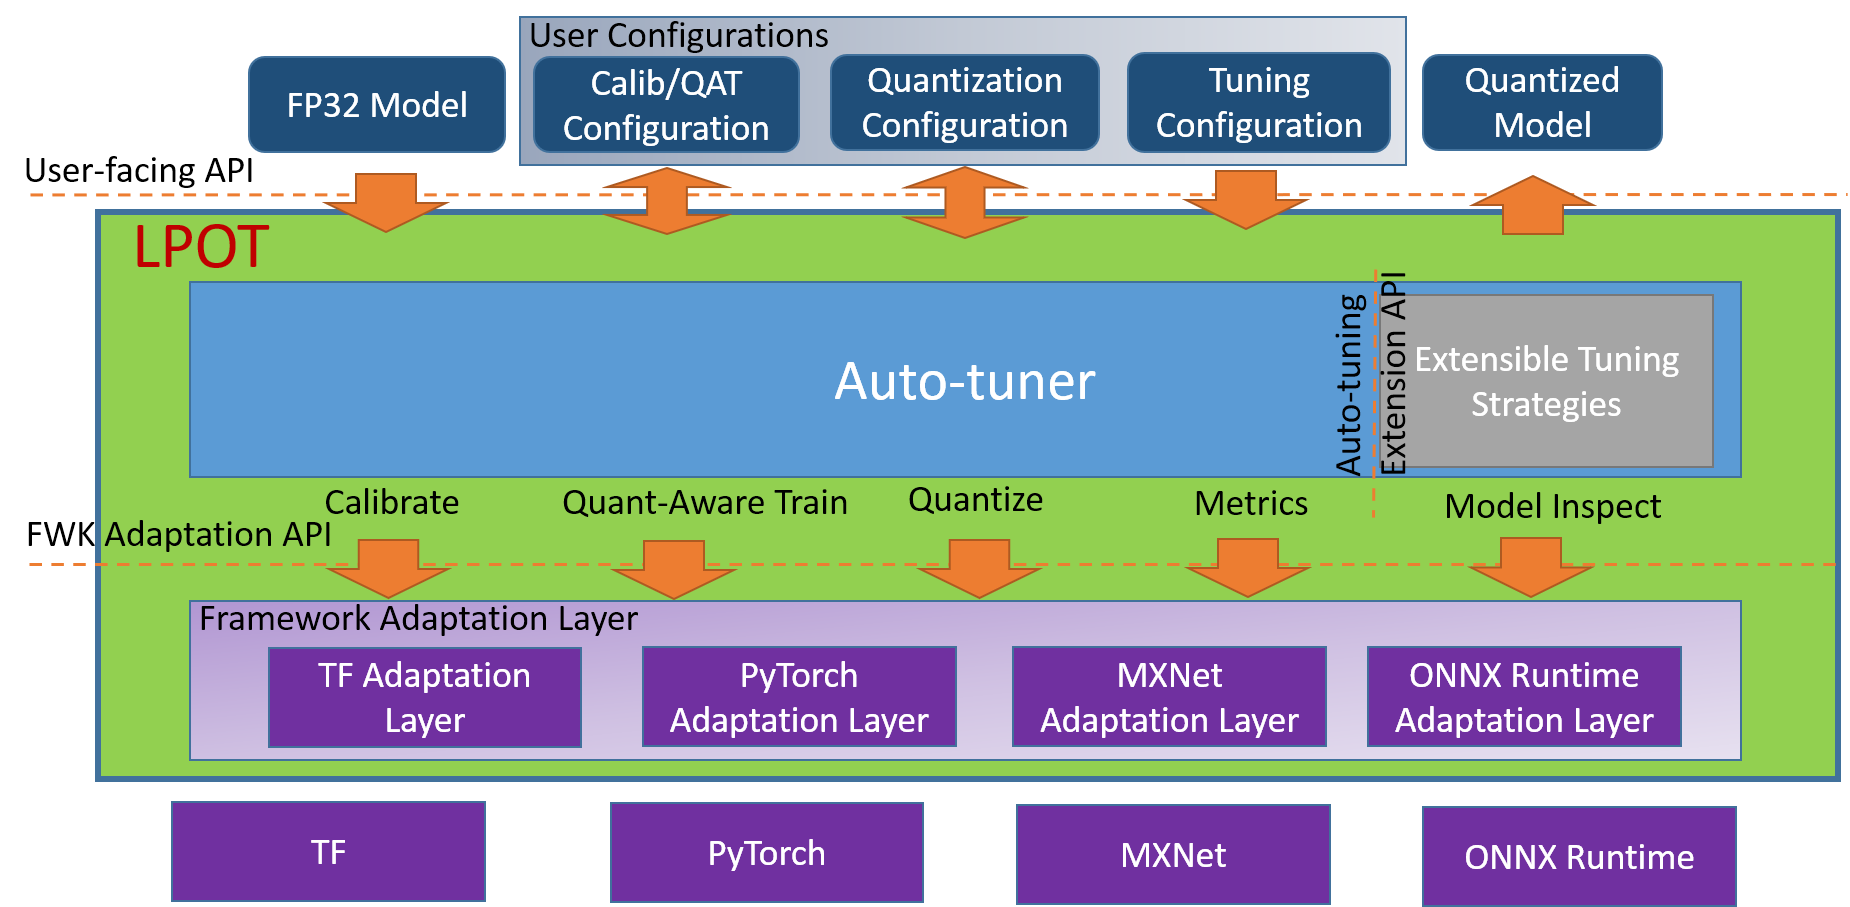 User Configurations
FP32 Model
Calib/QAT
Configuration
Quantization
Configuration
Tuning
Configuration
Quantized
Model
User-facing API
LPOT
Auto-tuner
Auto-tuning
Extension API
Extensible Tuning
Strategies
Calibrate
Quant-Aware Train
Quantize
Metrics
Model Inspect
FWK Adaptation API
Framework Adaptation Layer
TF Adaptation
Layer
PyTorch
Adaptation Layer
MXNet
Adaptation Layer
ONNX Runtime
Adaptation Layer
TF
PyTorch
MXNet
ONNX Runtime